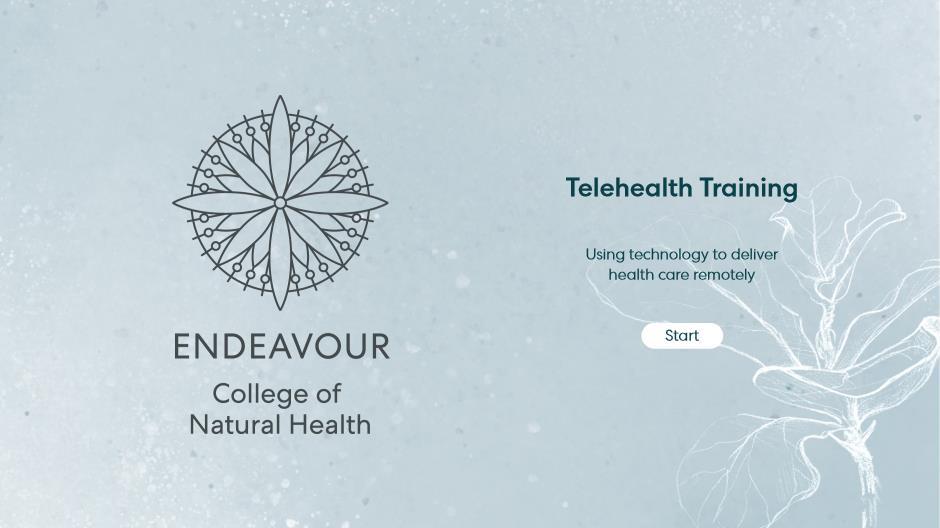 ENDEAVOUR
College of
Natural Health
Telehealth Training
Using technology to deliver
health care remotely
Start